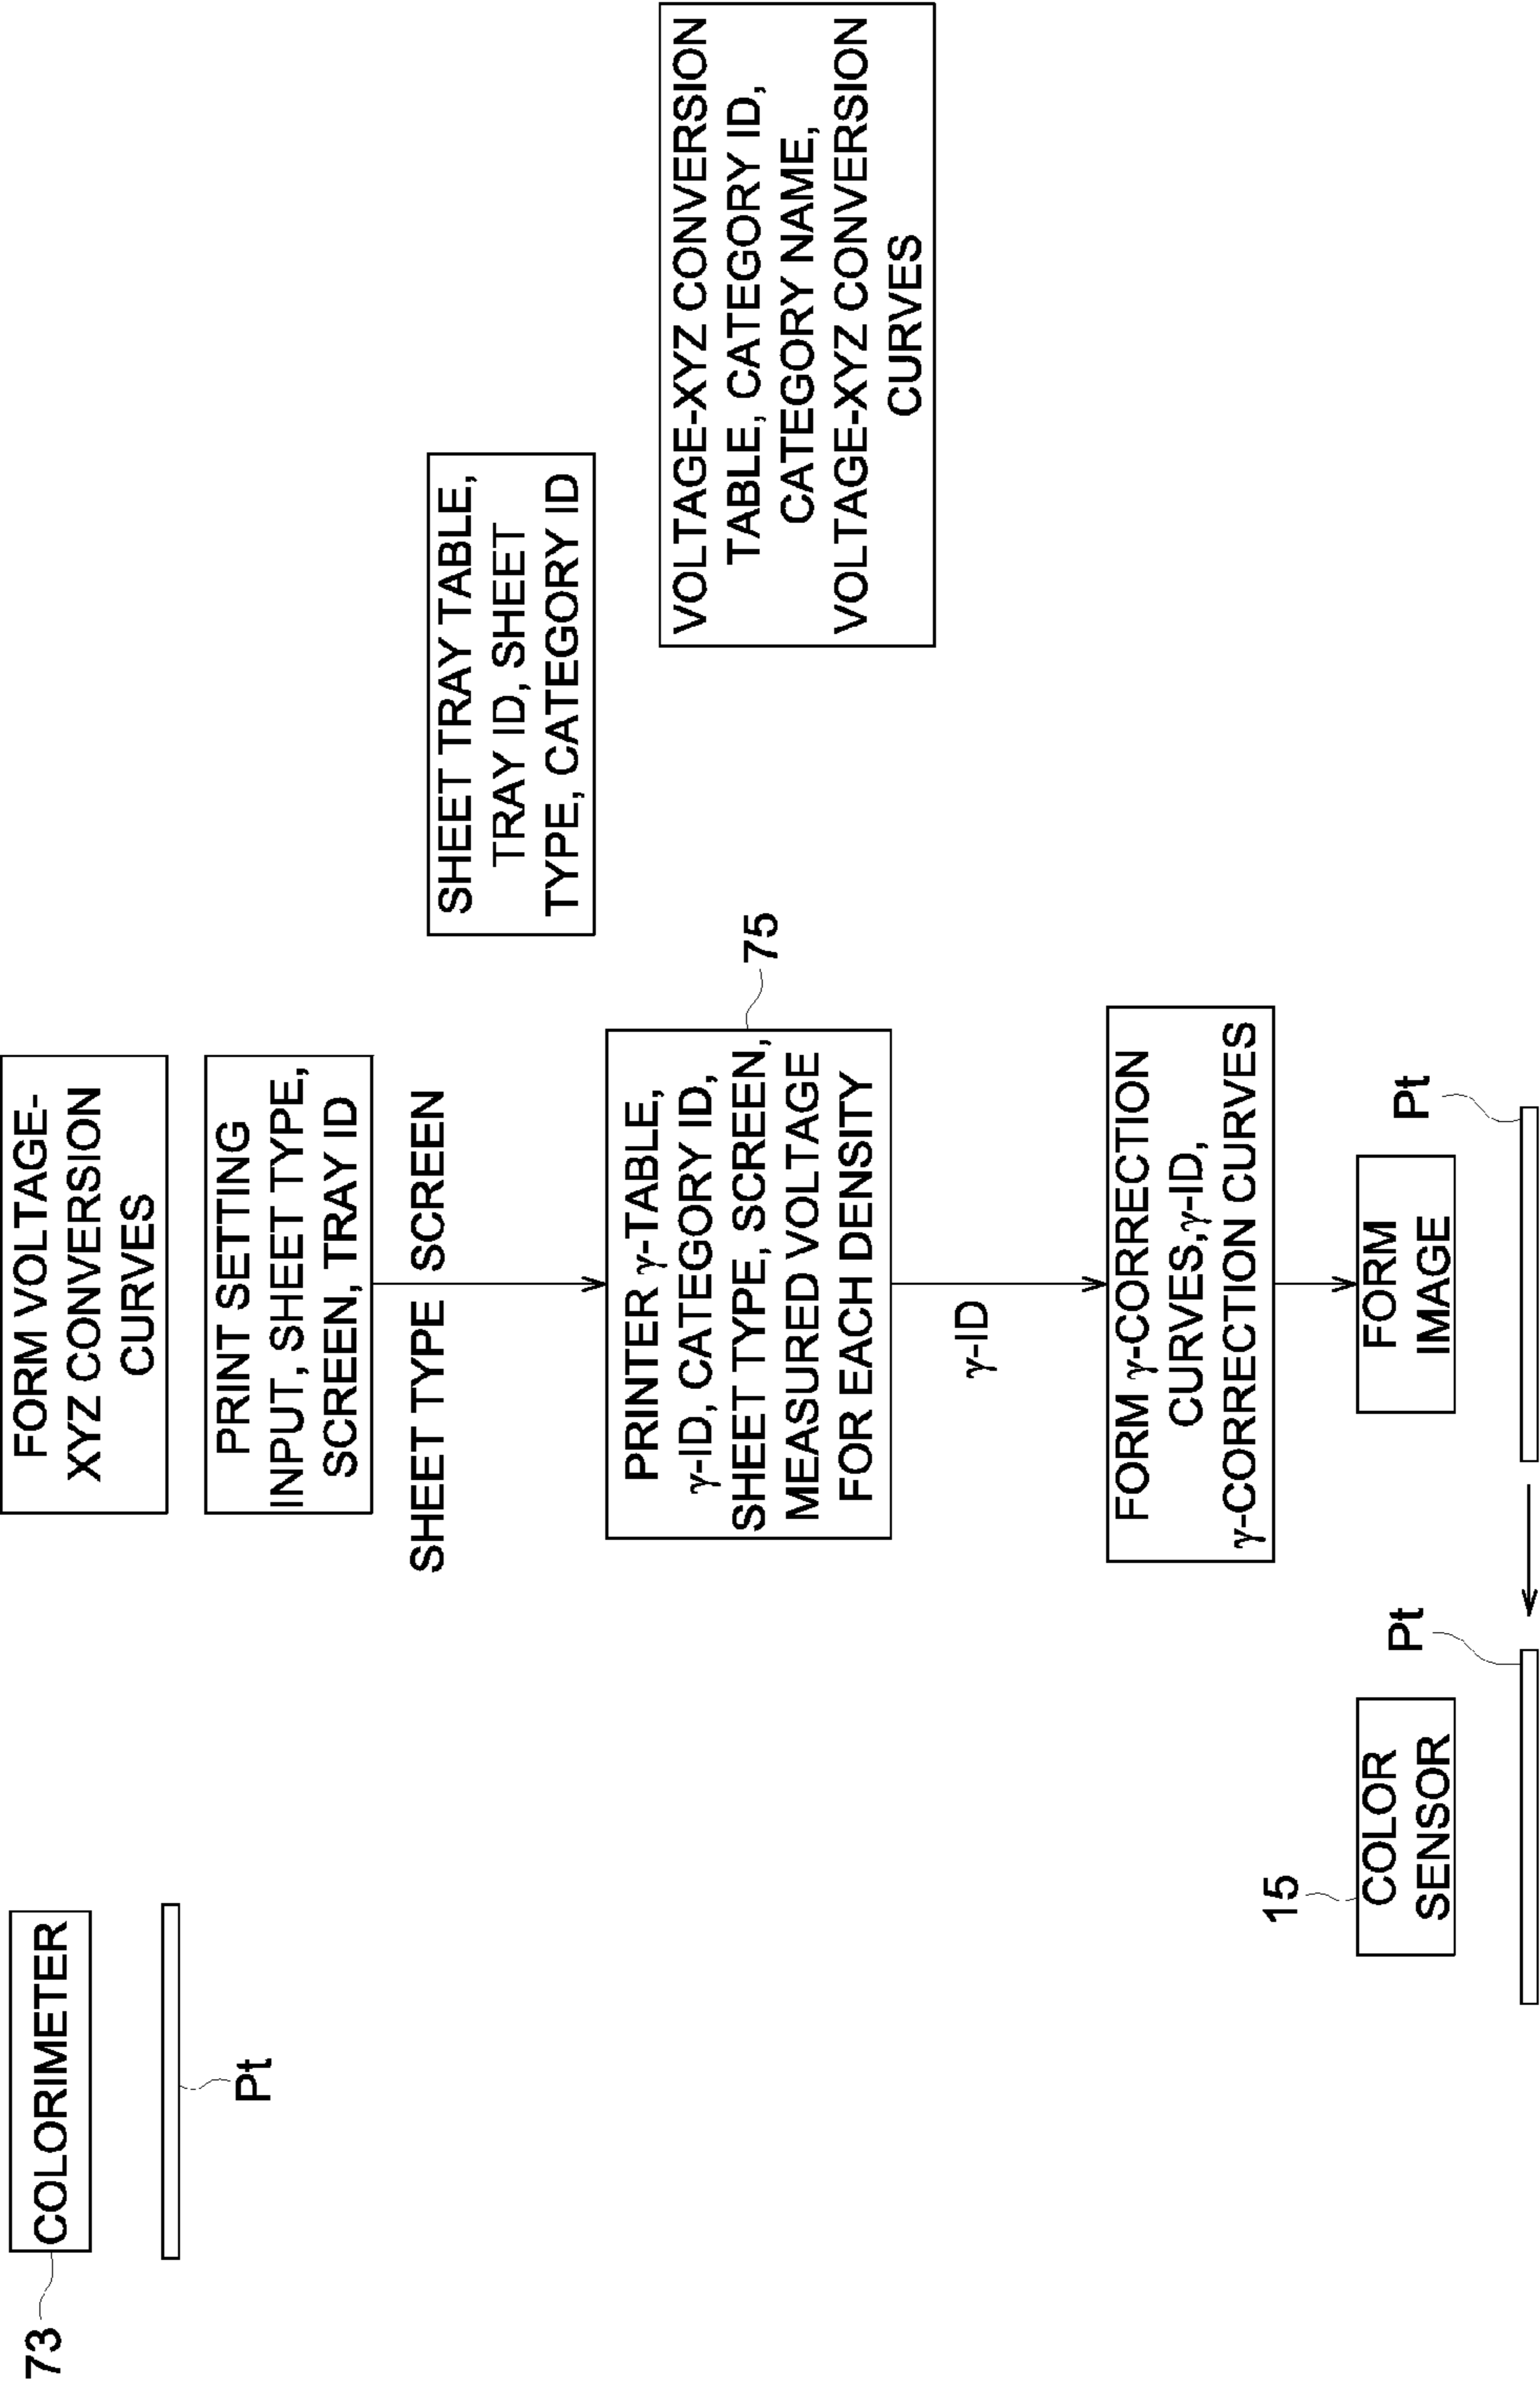 73
COLORIMETER
Pt
FORM VOLTAGE-
XYZ CONVERSION
CURVES
PRINT SETTING
INPUT, SHEET TYPE,
SCREEN, TRAY ID
SHEET TYPE SCREEN
SHEET TRAY TABLE,
TRAY ID, SHEET
TYPE, CATEGORY ID
75
PRINTER γ-TABLE,
γ-ID, CATEGORY ID,
SHEET TYPE, SCREEN,
MEASURED VOLTAGE
FOR EACH DENSITY
VOLTAGE-XYZ CONVERSION
TABLE, CATEGORY ID,
CATEGORY NAME,
VOLTAGE-XYZ CONVERSION
CURVES
γ-ID
FORM γ-CORRECTION
CURVES,γ-ID,
γ-CORRECTION CURVES
15
COLOR
SENSOR
Pt
FORM
IMAGE
Pt